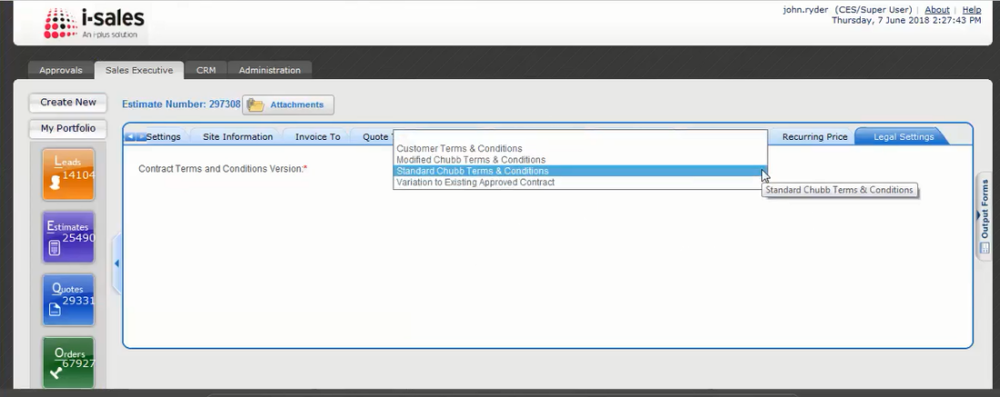 i-sales
An i-plus solution
john.ryder (CES/Super User) | About | Help
Thursday, 7 June 2018 2:27:43 PM
Approvals
Sales Executive
CRM
Administration
Create New
My Portfolio
Leads
14104
Estimates
25490
Quotes
29331
Orders
67927
Estimate Number: 297308
Attachments
Settings
Site Information
Invoice To
Quote
Recurring Price
Legal Settings
Contract Terms and Conditions Version:*
Customer Terms & Conditions
Modified Chubb Terms & Conditions
Standard Chubb Terms & Conditions
Variation to Existing Approved Contract
Standard Chubb Terms & Conditions
Output Forms